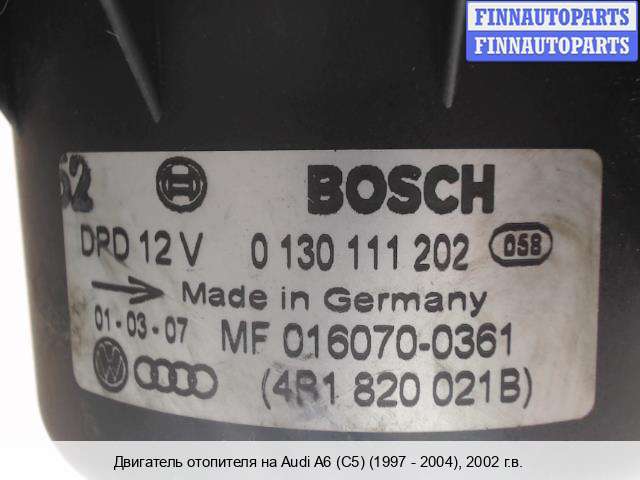 FINNAUTOPARTS
FINNAUTOPARTS
62
BOSCH
DPD 12 V 0 130 111 202 058
Made in Germany
01-03-07 MF 016070-0361
(4B1 820 021B)
Двигатель отопителя на Audi A6 (C5) (1997 - 2004), 2002 г.в.